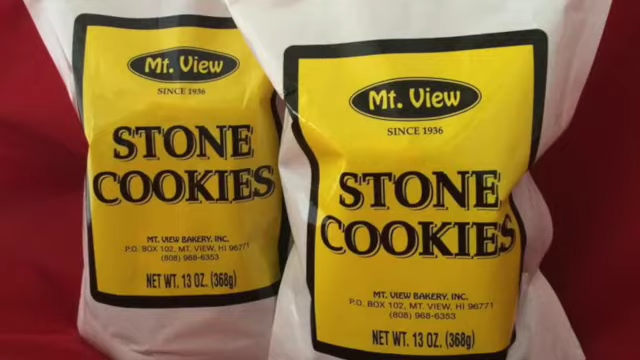 Mt. View
SINCE 1936
STONE
COOKIES
MT. VIEW BAKERY, INC.
P.O. BOX 102, MT. VIEW, HI 96771
(808) 968-6353
NET WT. 13 OZ. (368g)
Mt. View
SINCE 1936
STONE
COOKIES
MT. VIEW BAKERY, INC.
P.O. BOX 102, MT. VIEW, HI 96771
(808) 968-6353
NET WT. 13 OZ. (368g)